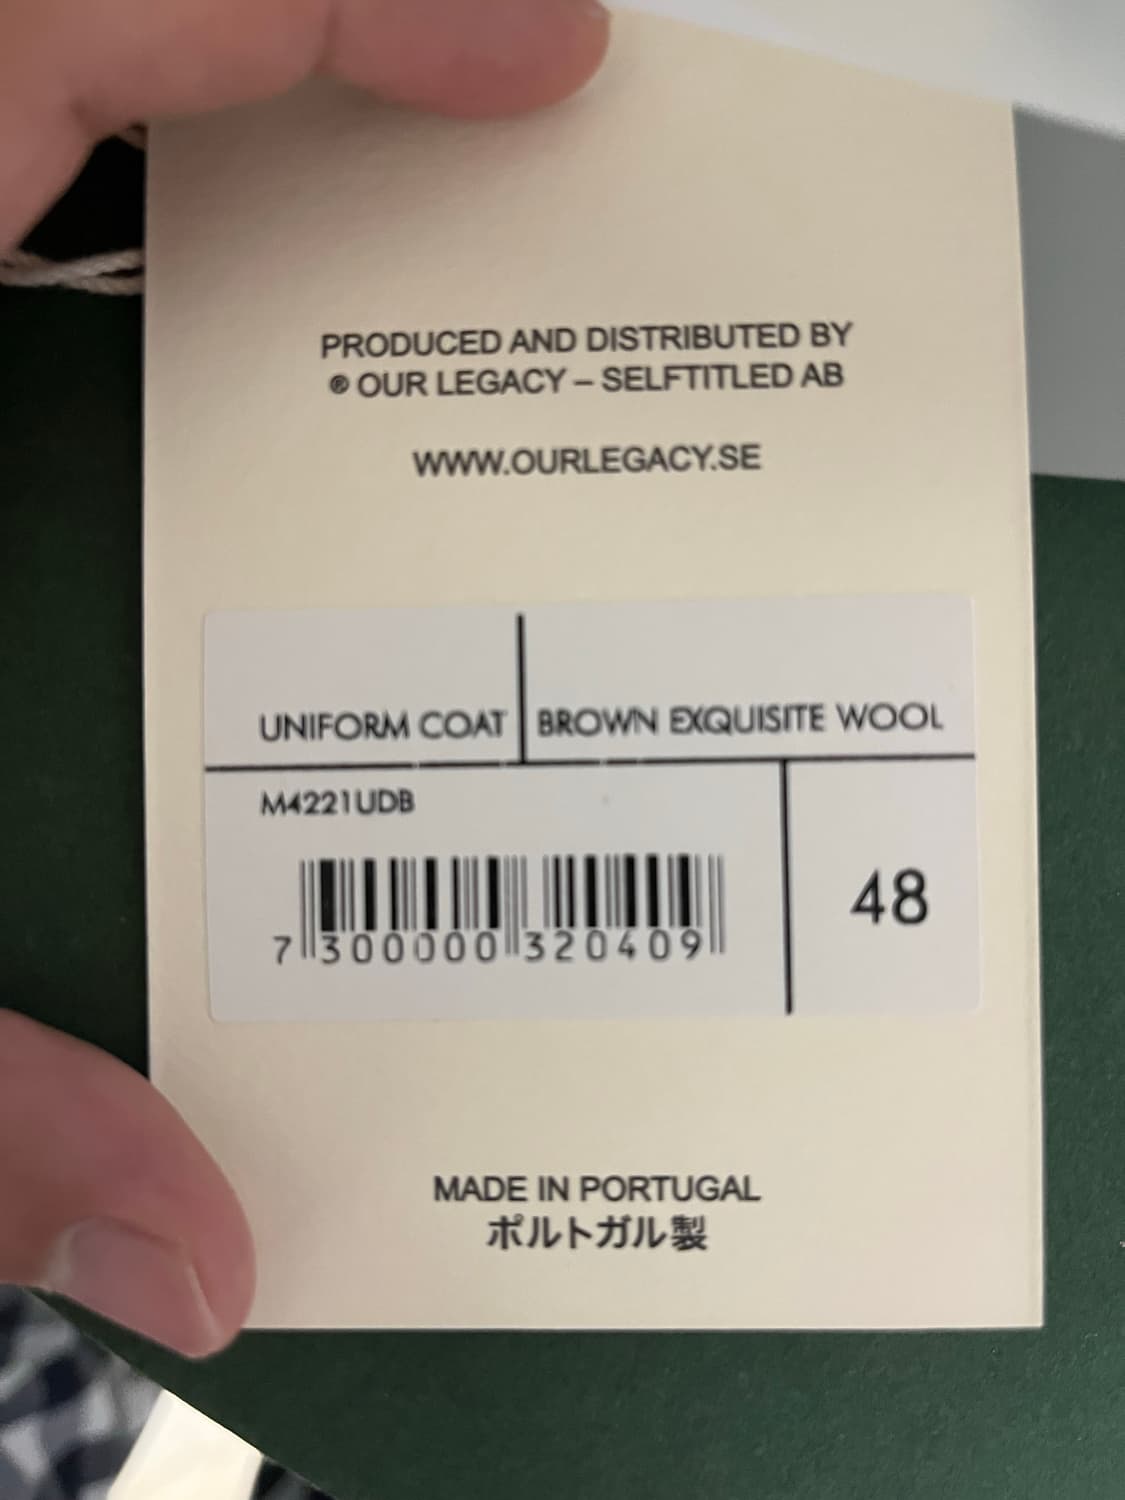 PRODUCED AND DISTRIBUTED BY
® OUR LEGACY – SELFTITLED AB
WWW.OURLEGACY.SE
UNIFORM COAT
BROWN EXQUISITE WOOL
M4221UDB
7 300000 320409
48
MADE IN PORTUGAL
ポルトガル製